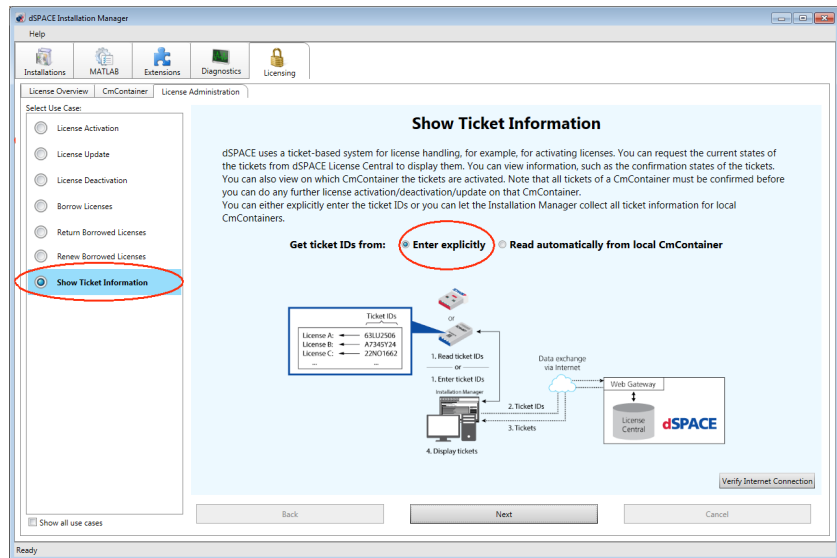 dSPACE Installation Manager
Help
Installations MATLAB Extensions Diagnostics Licensing
License Overview CmContainer License Administration
Select Use Case:
License Activation
License Update
License Deactivation
Borrow Licenses
Return Borrowed Licenses
Renew Borrowed Licenses
Show Ticket Information
Show all use cases
Show Ticket Information
dSPACE uses a ticket-based system for license handling, for example, for activating licenses. You can request the current states of
the tickets from dSPACE License Central to display them. You can view information, such as the confirmation states of the tickets.
You can also view on which CmContainer the tickets are activated. Note that all tickets of a CmContainer must be confirmed before
you can do any further license activation/deactivation/update on that CmContainer.
You can either explicitly enter the ticket IDs or you can let the Installation Manager collect all ticket information for local
CmContainers.
Get ticket IDs from: Enter explicitly Read automatically from local CmContainer
Ticket IDs
License A: 63LU2506
License B: A7345Y24
License C: 22NO1662
... ...
or
1. Read ticket IDs
or
1. Enter ticket IDs
Installation Manager
2. Ticket IDs
3. Tickets
4. Display tickets
Data exchange
via Internet
Web Gateway
License
Central
dSPACE
Verify Internet Connection
Back Next Cancel
Ready